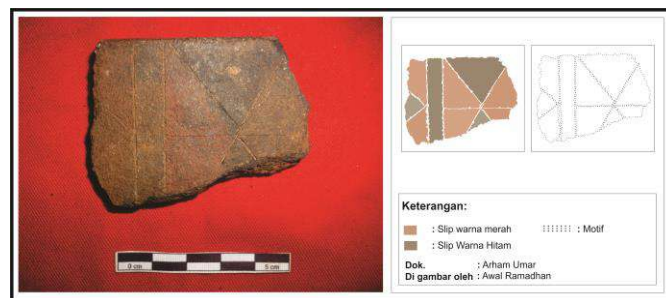 0 cm
5 cm
Keterangan:
: Slip warna merah
: Motif
: Slip Warna Hitam
Dok. : Arham Umar
Di gambar oleh : Awal Ramadhan